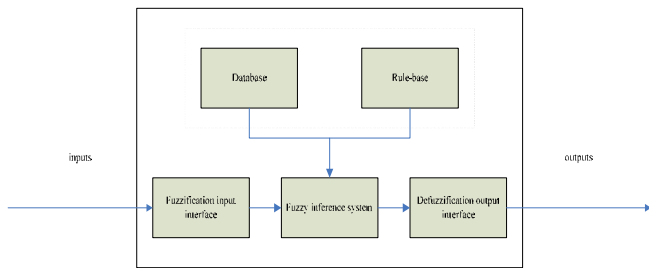 Database
Rule-base
inputs
outputs
Fuzzification input
interface
Fuzzy inference system
Defuzzification output
interface